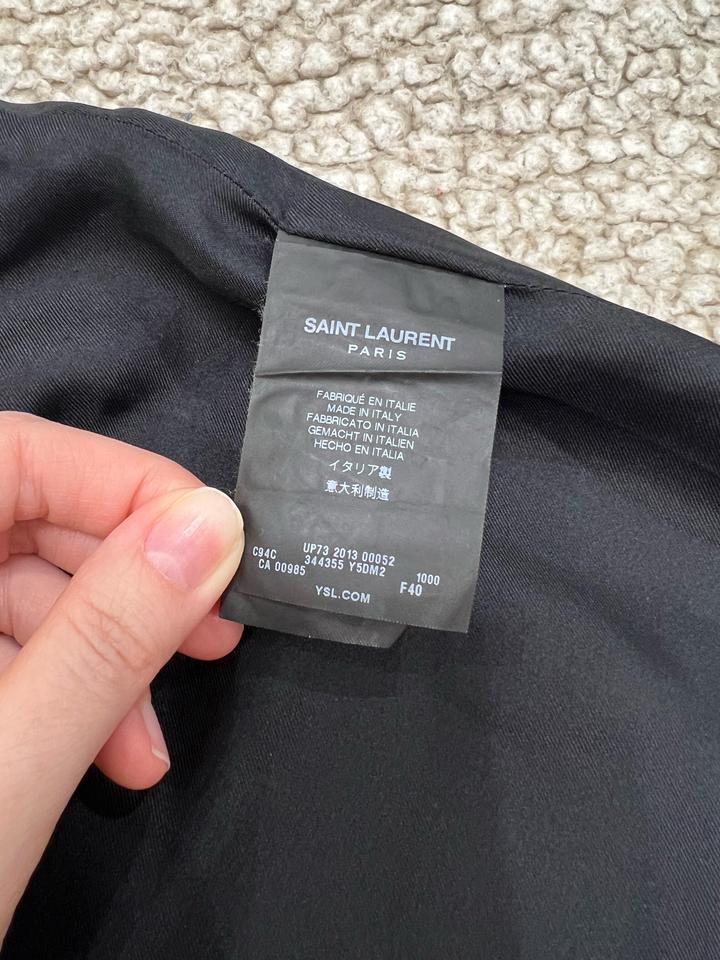 SAINT LAURENT
PARIS
FABRIQUÉ EN ITALIE
MADE IN ITALY
FABBRICATO IN ITALIA
GEMACHT IN ITALIEN
HECHO EN ITALIA
イタリア製
意大利制造
UP73 2013 00052
C94C 344355 Y5DM2 1000
CA 00985 F40
YSL.COM